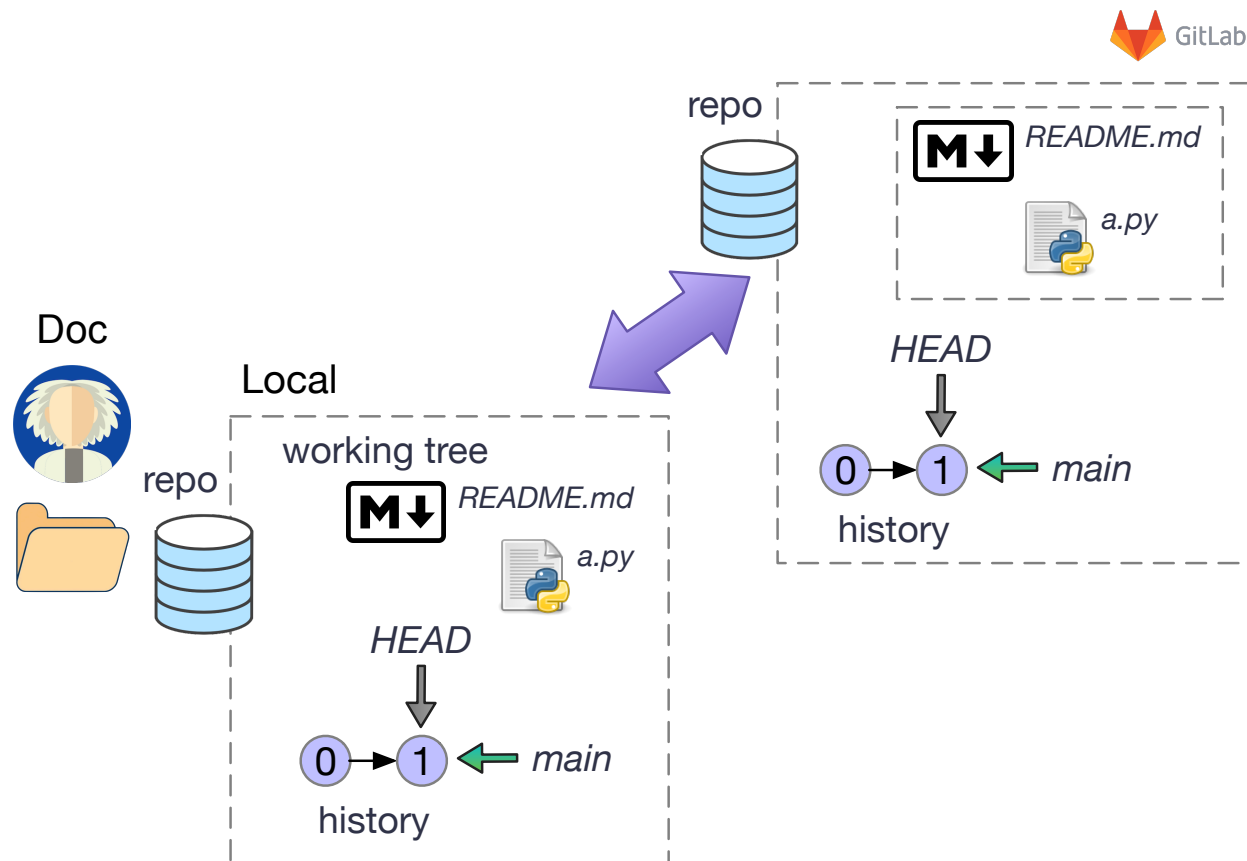 GitLab
repo
M README.md
a.py
HEAD
0 1 main
history
Doc
Local
working tree
repo
M README.md
a.py
HEAD
0 1 main
history